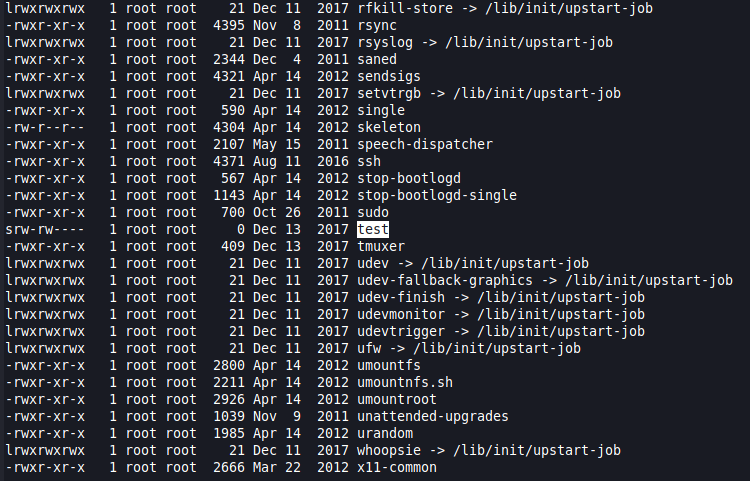 lrwxrwxrwx   1 root root    21 Dec 11  2017 rfkill-store -> /lib/init/upstart-job
-rwxr-xr-x   1 root root  4395 Nov  8  2011 rsync
lrwxrwxrwx   1 root root    21 Dec 11  2017 rsyslog -> /lib/init/upstart-job
-rwxr-xr-x   1 root root  2344 Dec  4  2011 saned
-rwxr-xr-x   1 root root  4321 Apr 14  2012 sendsigs
lrwxrwxrwx   1 root root    21 Dec 11  2017 setvtrgb -> /lib/init/upstart-job
-rwxr-xr-x   1 root root   590 Apr 14  2012 single
-rw-r--r--   1 root root  4304 Apr 14  2012 skeleton
-rwxr-xr-x   1 root root  2107 May 15  2011 speech-dispatcher
-rwxr-xr-x   1 root root  4371 Aug 11  2016 ssh
-rwxr-xr-x   1 root root   567 Apr 14  2012 stop-bootlogd
-rwxr-xr-x   1 root root  1143 Apr 14  2012 stop-bootlogd-single
-rwxr-xr-x   1 root root   700 Oct 26  2011 sudo
srw-rw----   1 root root     0 Dec 13  2017 test
-rwxr-xr-x   1 root root   409 Dec 13  2017 tmuxer
lrwxrwxrwx   1 root root    21 Dec 11  2017 udev -> /lib/init/upstart-job
lrwxrwxrwx   1 root root    21 Dec 11  2017 udev-fallback-graphics -> /lib/init/upstart-job
lrwxrwxrwx   1 root root    21 Dec 11  2017 udev-finish -> /lib/init/upstart-job
lrwxrwxrwx   1 root root    21 Dec 11  2017 udevmonitor -> /lib/init/upstart-job
lrwxrwxrwx   1 root root    21 Dec 11  2017 udevtrigger -> /lib/init/upstart-job
lrwxrwxrwx   1 root root    21 Dec 11  2017 ufw -> /lib/init/upstart-job
-rwxr-xr-x   1 root root  2800 Apr 14  2012 umountfs
-rwxr-xr-x   1 root root  2211 Apr 14  2012 umountnfs.sh
-rwxr-xr-x   1 root root  2926 Apr 14  2012 umountroot
-rwxr-xr-x   1 root root  1039 Nov  9  2011 unattended-upgrades
-rwxr-xr-x   1 root root  1985 Apr 14  2012 urandom
lrwxrwxrwx   1 root root    21 Dec 11  2017 whoopsie -> /lib/init/upstart-job
-rwxr-xr-x   1 root root  2666 Mar 22  2012 x11-common